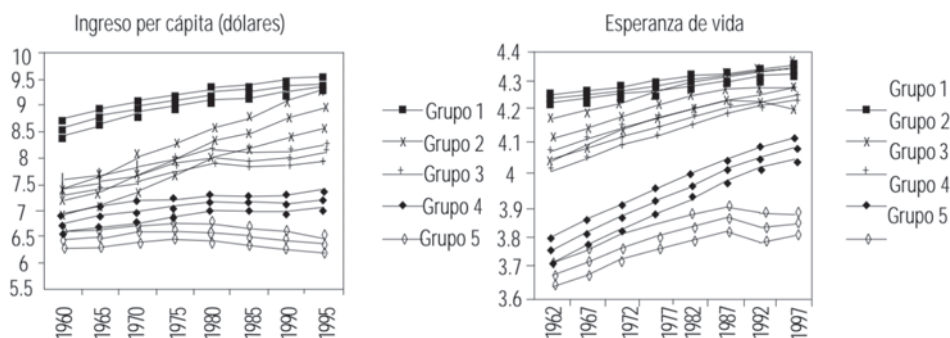 Ingreso per cápita (dólares)
10
9.5
9
8.5
8
7.5
7
6.5
6
5.5
1960
1965
1970
1975
1980
1985
1990
1995
Grupo 1
Grupo 2
Grupo 3
Grupo 4
Grupo 5
Esperanza de vida
4.4
4.3
4.2
4.1
4
3.9
3.8
3.7
3.6
1962
1967
1972
1977
1982
1987
1992
1997
Grupo 1
Grupo 2
Grupo 3
Grupo 4
Grupo 5